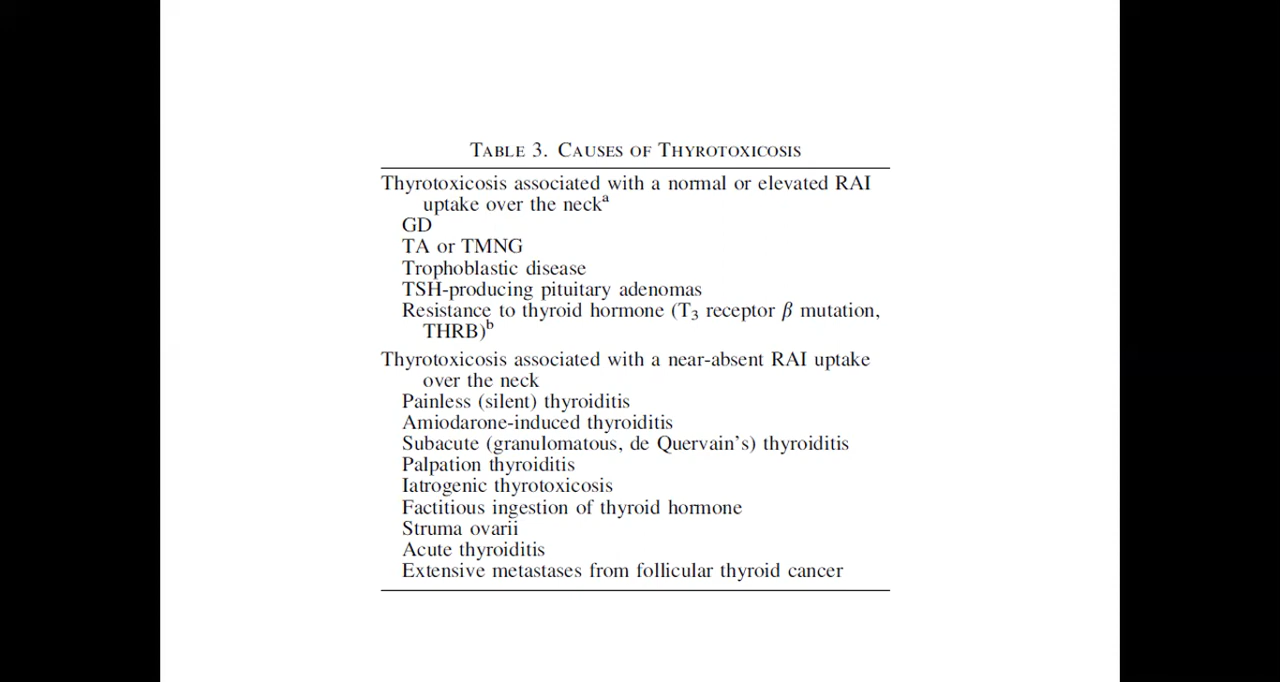 TABLE 3. CAUSES OF THYROTOXICOSIS
Thyrotoxicosis associated with a normal or elevated RAI
uptake over the neckᵃ
GD
TA or TMNG
Trophoblastic disease
TSH-producing pituitary adenomas
Resistance to thyroid hormone (T₃ receptor β mutation,
THRB)ᵇ
Thyrotoxicosis associated with a near-absent RAI uptake
over the neck
Painless (silent) thyroiditis
Amiodarone-induced thyroiditis
Subacute (granulomatous, de Quervain's) thyroiditis
Palpation thyroiditis
Iatrogenic thyrotoxicosis
Factitious ingestion of thyroid hormone
Struma ovarii
Acute thyroiditis
Extensive metastases from follicular thyroid cancer